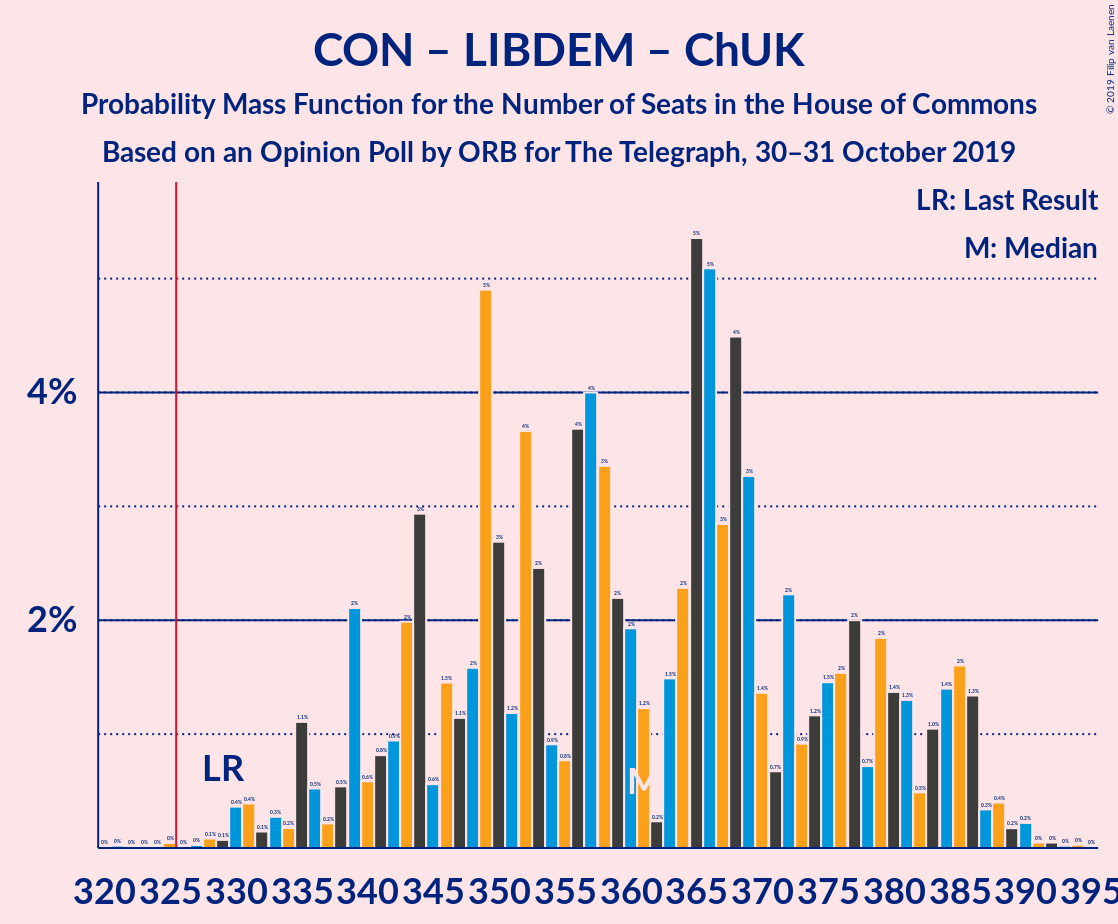 CON – LIBDEM – ChUK
Probability Mass Function for the Number of Seats in the House of Commons
Based on an Opinion Poll by ORB for The Telegraph, 30–31 October 2019
© 2019 Filip van Laenen
LR: Last Result
M: Median
4%
2%
LR
M
320 325 330 335 340 345 350 355 360 365 370 375 380 385 390 395